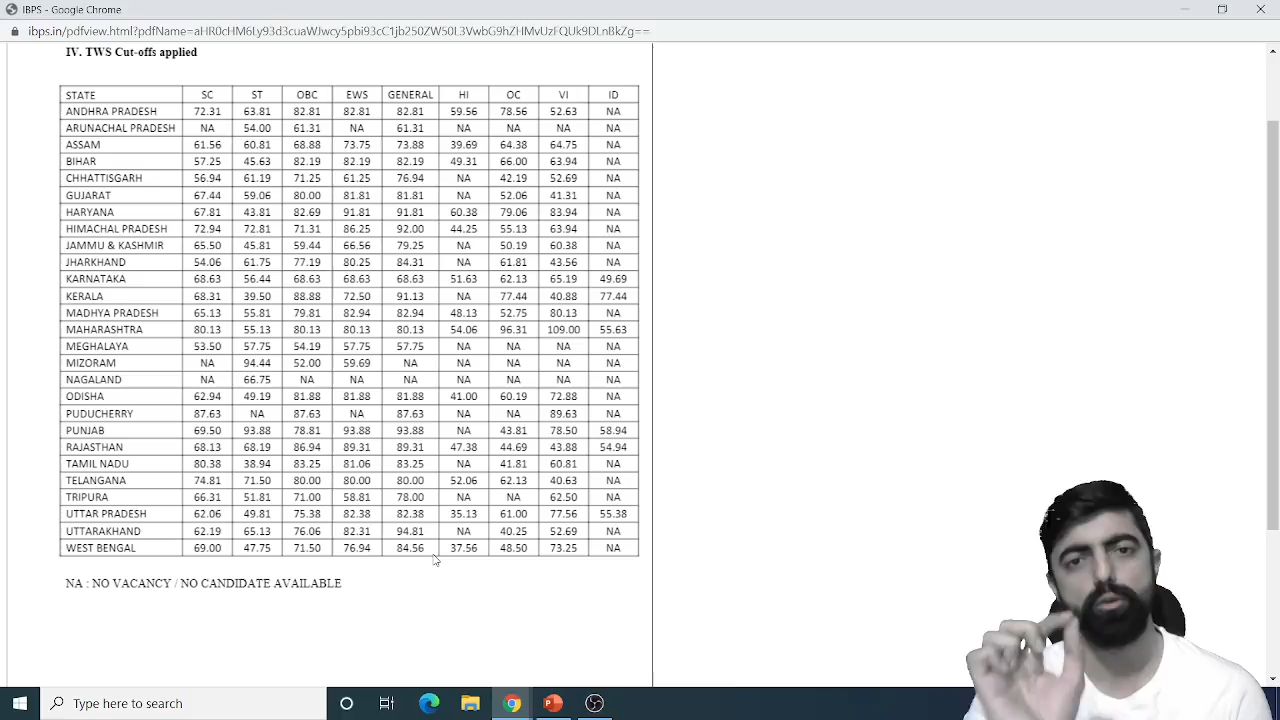 IBPS - Google Chrome
ibps.in/pdfview.html?pdfName=aHR0cHM6Ly93d3cuaWJwcy5pbi93cC1jb250ZW50L3VwbG9hZHMvUzFQUk9DLnBkZg==
IV. TWS Cut-offs applied
STATE SC ST OBC EWS GENERAL HI OC VI ID
ANDHRA PRADESH 72.31 63.81 82.81 82.81 82.81 59.56 78.56 52.63 NA
ARUNACHAL PRADESH NA 54.00 61.31 NA 61.31 NA NA NA NA
ASSAM 61.56 60.81 68.88 73.75 73.88 39.69 64.38 64.75 NA
BIHAR 57.25 45.63 82.19 82.19 82.19 49.31 66.00 63.94 NA
CHHATTISGARH 56.94 61.19 71.25 61.25 76.94 NA 42.19 52.69 NA
GUJARAT 67.44 59.06 80.00 81.81 81.81 NA 52.06 41.31 NA
HARYANA 67.81 43.81 82.69 91.81 91.81 60.38 79.06 83.94 NA
HIMACHAL PRADESH 72.94 72.81 71.31 86.25 92.00 44.25 55.13 63.94 NA
JAMMU & KASHMIR 65.50 45.81 59.44 66.56 79.25 NA 50.19 60.38 NA
JHARKHAND 54.06 61.75 77.19 80.25 84.31 NA 61.81 43.56 NA
KARNATAKA 68.63 56.44 68.63 68.63 68.63 51.63 62.13 65.19 49.69
KERALA 68.31 39.50 88.88 72.50 91.13 NA 77.44 40.88 77.44
MADHYA PRADESH 65.13 55.81 79.81 82.94 82.94 48.13 52.75 80.13 NA
MAHARASHTRA 80.13 55.13 80.13 80.13 80.13 54.06 96.31 109.00 55.63
MEGHALAYA 53.50 57.75 54.19 57.75 57.75 NA NA NA NA
MIZORAM NA 94.44 52.00 59.69 NA NA NA NA NA
NAGALAND NA 66.75 NA NA NA NA NA NA NA
ODISHA 62.94 49.19 81.88 81.88 81.88 41.00 60.19 72.88 NA
PUDUCHERRY 87.63 NA 87.63 NA 87.63 NA NA 89.63 NA
PUNJAB 69.50 93.88 78.81 93.88 93.88 NA 43.81 78.50 58.94
RAJASTHAN 68.13 68.19 86.94 89.31 89.31 47.38 44.69 43.88 54.94
TAMIL NADU 80.38 38.94 83.25 81.06 83.25 NA 41.81 60.81 NA
TELANGANA 74.81 71.50 80.00 80.00 80.00 52.06 62.13 40.63 NA
TRIPURA 66.31 51.81 71.00 58.81 78.00 NA NA 62.50 NA
UTTAR PRADESH 62.06 49.81 75.38 82.38 82.38 35.13 61.00 77.56 55.38
UTTARAKHAND 62.19 65.13 76.06 82.31 94.81 NA 40.25 52.69 NA
WEST BENGAL 69.00 47.75 71.50 76.94 84.56 37.56 48.50 73.25 NA
NA : NO VACANCY / NO CANDIDATE AVAILABLE
Type here to search